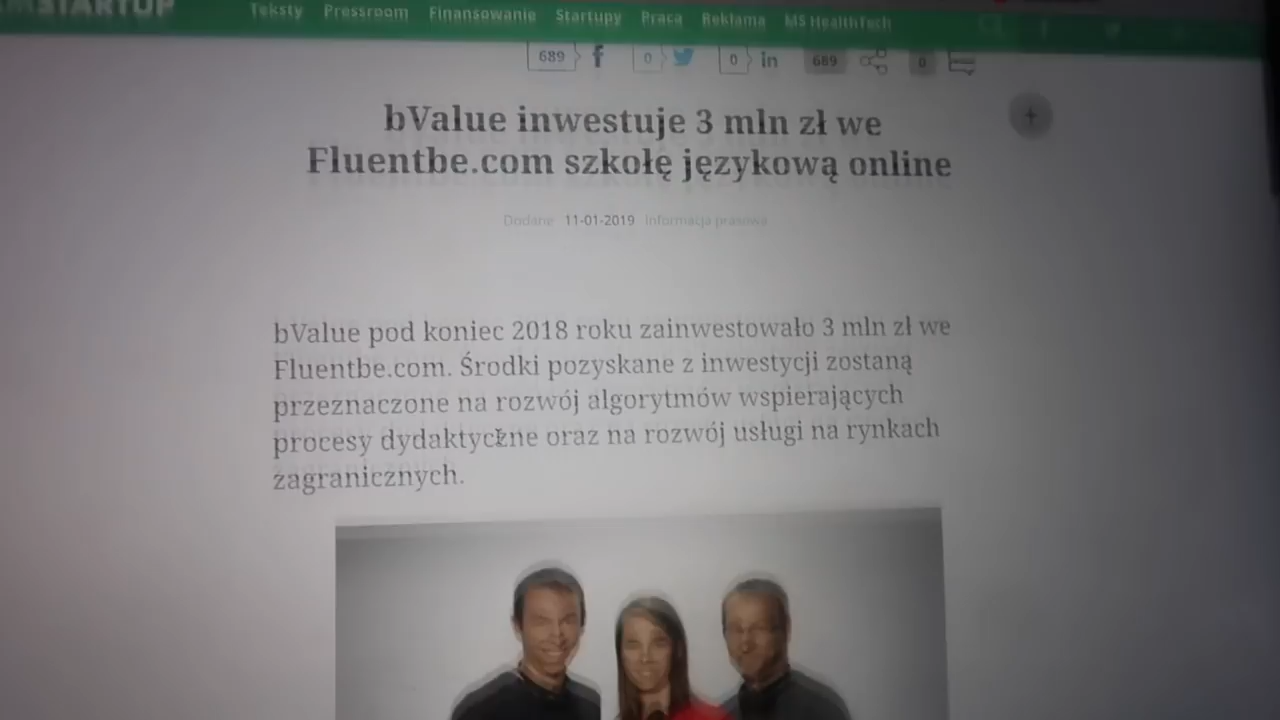 STARTUP
Teksty Pressroom Finansowanie Startupy Praca Reklama MS HealthTech
689 f 0 0 in 689 0
bValue inwestuje 3 mln zł we
Fluentbe.com szkołę językową online
Dodane 11-01-2019 Informacja prasowa
bValue pod koniec 2018 roku zainwestowało 3 mln zł we
Fluentbe.com. Środki pozyskane z inwestycji zostaną
przeznaczone na rozwój algorytmów wspierających
procesy dydaktyczne oraz na rozwój usługi na rynkach
zagranicznych.